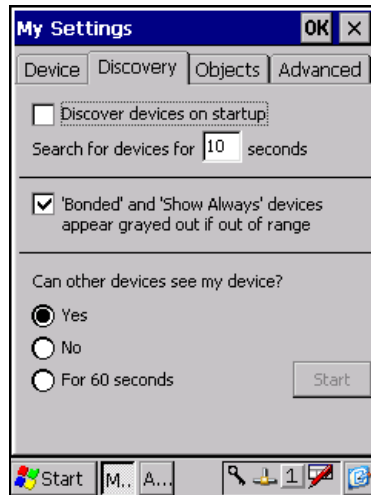 My Settings OK ×
Device Discovery Objects Advanced
Discover devices on startup
Search for devices for 10 seconds
'Bonded' and 'Show Always' devices
appear grayed out if out of range
Can other devices see my device?
Yes
No
For 60 seconds Start
Start M.. A... 1